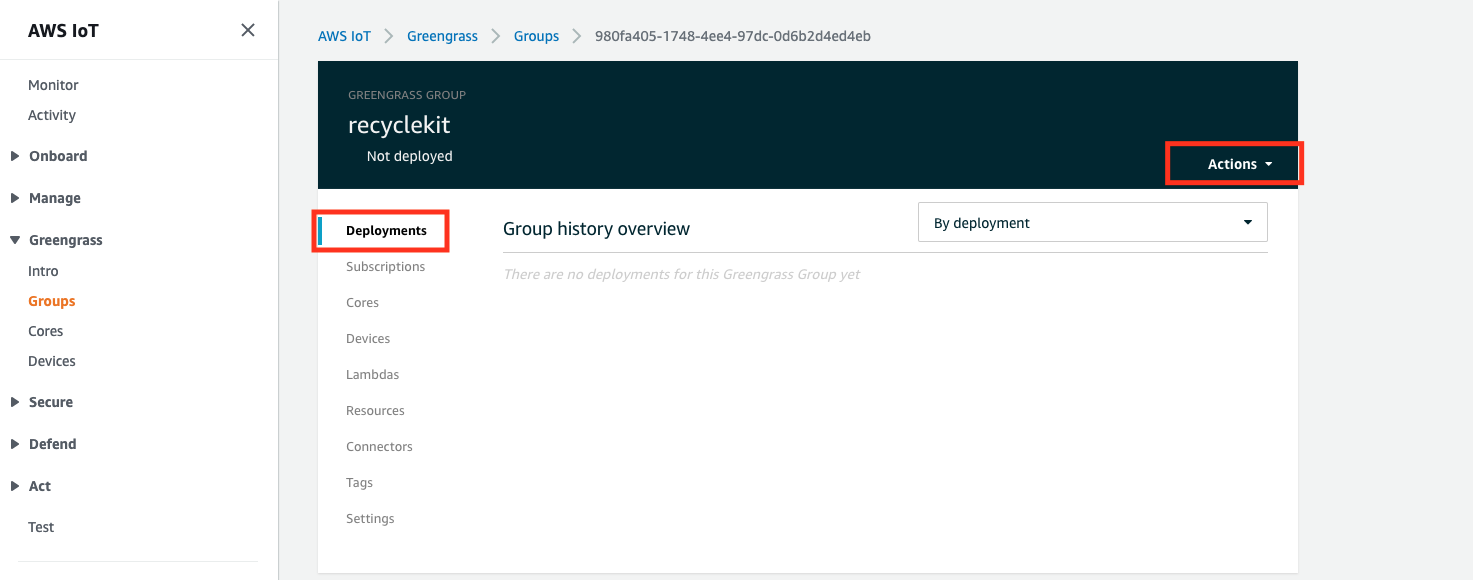 AWS IoT
Monitor
Activity
Onboard
Manage
Greengrass
Intro
Groups
Cores
Devices
Secure
Defend
Act
Test
AWS IoT Greengrass Groups 980fa405-1748-4ee4-97dc-0d6b2d4ed4eb
GREENGRASS GROUP
recyclekit
Not deployed
Actions
Deployments
Subscriptions
Cores
Devices
Lambdas
Resources
Connectors
Tags
Settings
Group history overview
By deployment
There are no deployments for this Greengrass Group yet